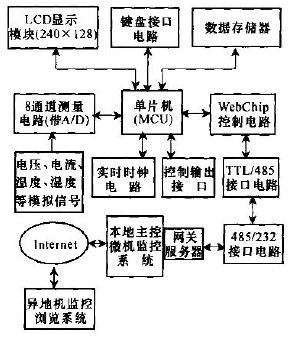 LCD显示
模块(240×128)
键盘接口
电路
数据存储器
8通道测量
电路(带A/D)
单片机
(MCU)
WebChip
控制电路
电压、电流、
温度、湿度
等模拟信号
实时时钟
电路
控制输出
接口
TTL/485
接口电路
Internet
本地主控
微机监控
系统
网关
服务器
485/232
接口电路
异地机监控
浏览系统